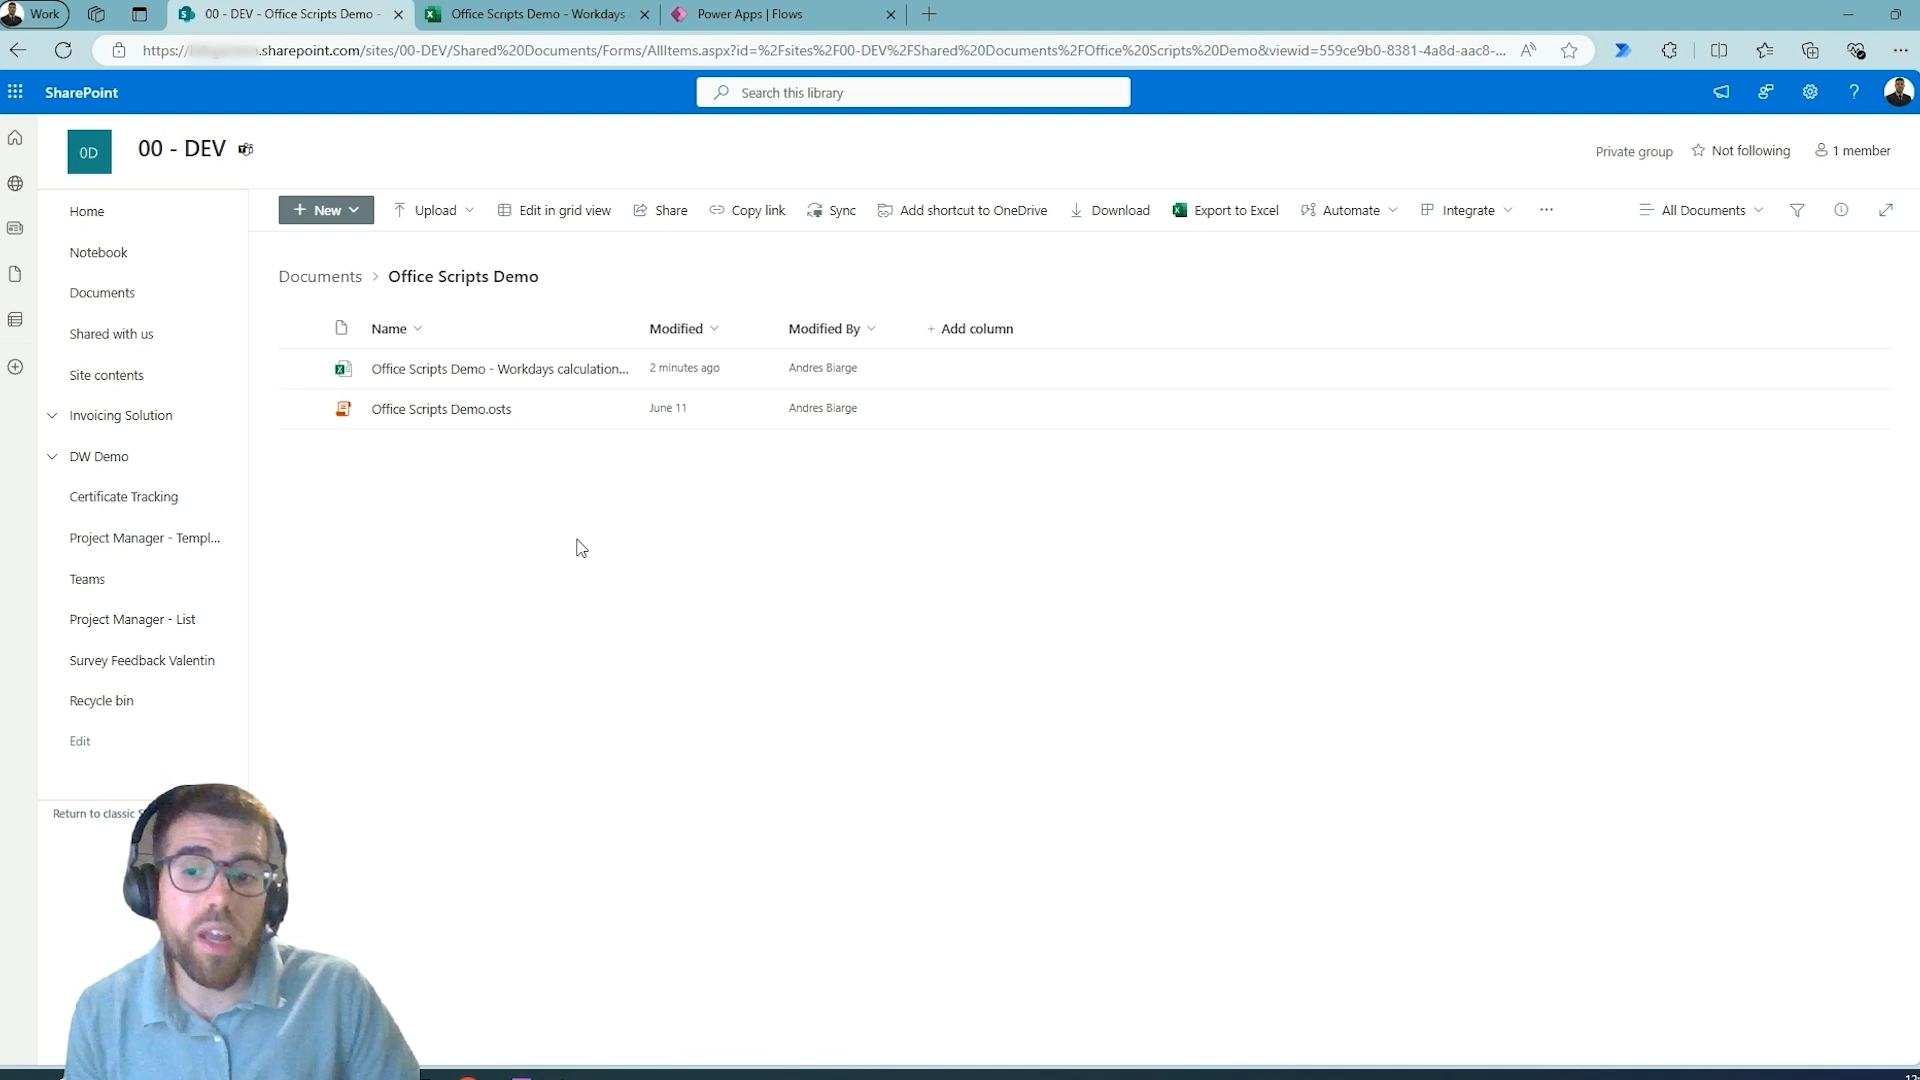 Work
00 - DEV - Office Scripts Demo -
Office Scripts Demo - Workdays
Power Apps | Flows
https://
.sharepoint.com/sites/00-DEV/Shared%20Documents/Forms/AllItems.aspx?id=%2Fsites%2F00-DEV%2FShared%20Documents%2FOffice%20Scripts%20Demo&viewid=559ce9b0-8381-4a8d-aac8-...
SharePoint
Search this library
0D
00 - DEV
Private group
Not following
1 member
Home
Notebook
Documents
Shared with us
Site contents
Invoicing Solution
DW Demo
Certificate Tracking
Project Manager - Templ...
Teams
Project Manager - List
Survey Feedback Valentin
Recycle bin
Edit
Return to classic S
New
Upload
Edit in grid view
Share
Copy link
Sync
Add shortcut to OneDrive
Download
Export to Excel
Automate
Integrate
...
All Documents
Documents > Office Scripts Demo
Name
Modified
Modified By
+ Add column
Office Scripts Demo - Workdays calculation...
2 minutes ago
Andres Biarge
Office Scripts Demo.osts
June 11
Andres Biarge